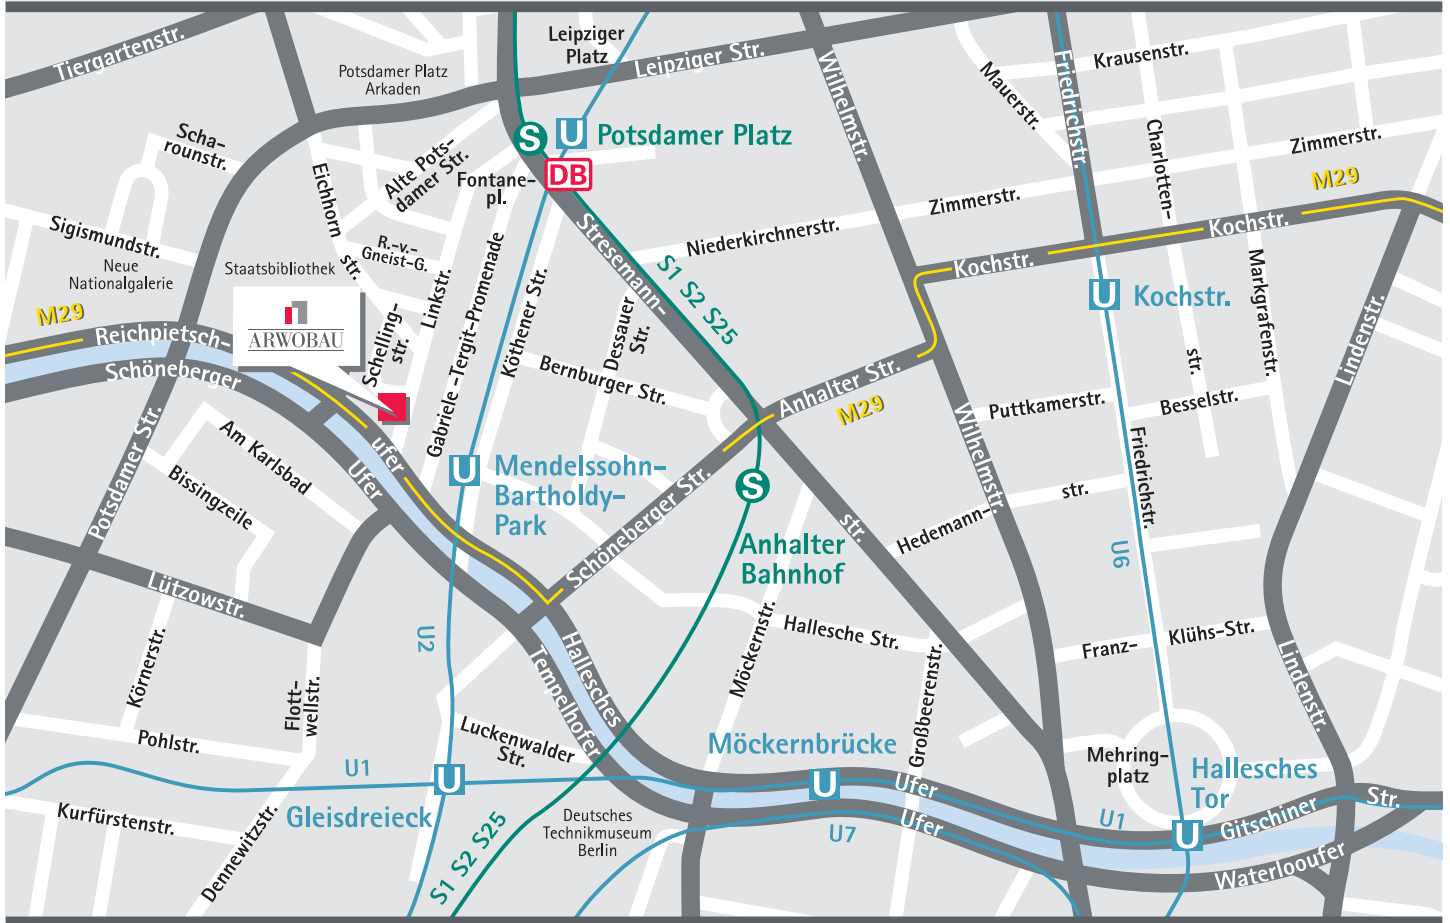 Tiergartenstr.
Leipziger
Platz
Leipziger Str.
Potsdamer Platz
Arkaden
Wilhelmstr.
Mauerstr.
Friedrichstr.
Krausenstr.
Charlotten-
Zimmerstr.
M29
Scha-
rounstr.
Eichhorn
str.
Alte Pots-
damer Str.
S
U
Potsdamer Platz
DB
Fontane-
pl.
Zimmerstr.
Kochstr.
Sigismundstr.
Neue
Nationalgalerie
Staatsbibliothek
R.-v.-
Gneist-G.
Stresemann-
Niederkirchnerstr.
S1 S2 S25
Kochstr.
U
Kochstr.
Markgrafenstr.
Lindenstr.
M29
Reichpietsch-
Schöneberger
ARWOBAU
Schelling-
str.
Linkstr.
Gabriele -Tergit-Promenade
Köthener Str.
Dessauer
Str.
Bernburger Str.
Anhalter Str.
M29
str.
Puttkamerstr.
Besselstr.
Potsdamer Str.
Am Karlsbad
Bissingzeile
ufer
Ufer
U
Mendelssohn-
Bartholdy-
Park
Schöneberger Str.
S
Anhalter
Bahnhof
str.
Wilhelmstr.
Hedemann-
str.
Friedrichstr.
U6
Lützowstr.
U2
Hallesches
Tempelhofer
Möckernstr.
Hallesche Str.
Großbeerenstr.
Franz-
Klühs-Str.
Lindenstr.
Körnerstr.
Flott-
wellstr.
Pohlstr.
Luckenwalder
Str.
U1
U
Gleisdreieck
Möckernbrücke
U
Ufer
Ufer
Mehring-
platz
Hallesches
Tor
U
U1
Gitschiner
Str.
Kurfürstenstr.
Dennewitzstr.
S1 S2 S25
Deutsches
Technikmuseum
Berlin
U7
Waterlooufer